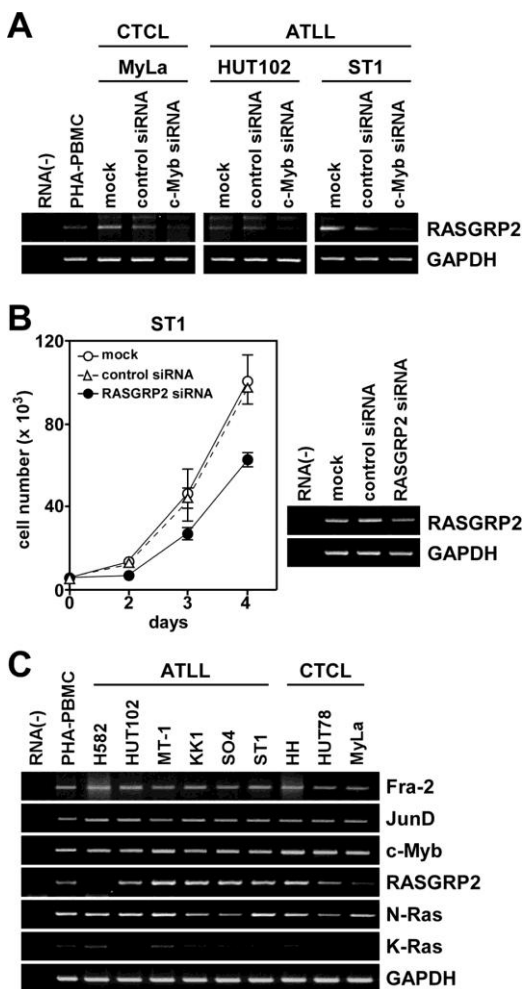 A
CTCL ATLL
MyLa HUT102 ST1
RNA(-) PHA-PBMC mock control siRNA c-Myb siRNA mock control siRNA c-Myb siRNA mock control siRNA c-Myb siRNA
RASGRP2
GAPDH
B
ST1
120
80
40
0
cell number (x 10³)
mock
control siRNA
RASGRP2 siRNA
0 2 3 4
days
RNA(-) mock control siRNA RASGRP2 siRNA
RASGRP2
GAPDH
C
ATLL CTCL
RNA(-) PHA-PBMC H582 HUT102 MT-1 KK1 SO4 ST1 HH HUT78 MyLa
Fra-2
JunD
c-Myb
RASGRP2
N-Ras
K-Ras
GAPDH